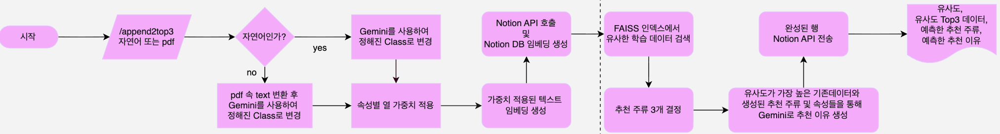 시작
/append2top3
자연어 또는 pdf
자연어인가?
yes
no
Gemini를 사용하여
정해진 Class로 변경
pdf 속 text 변환 후
Gemini를 사용하여
정해진 Class로 변경
속성별 열 가중치 적용
가중치 적용된 텍스트
임베딩 생성
Notion API 호출
및
Notion DB 임베딩 생성
FAISS 인덱스에서
유사한 학습 데이터 검색
추천 주류 3개 결정
유사도가 가장 높은 기존데이터와
생성된 추천 주류 및 속성들을 통해
Gemini로 추천 이유 생성
완성된 행
Notion API 전송
유사도,
유사도 Top3 데이터,
예측한 추천 주류,
예측한 추천 이유